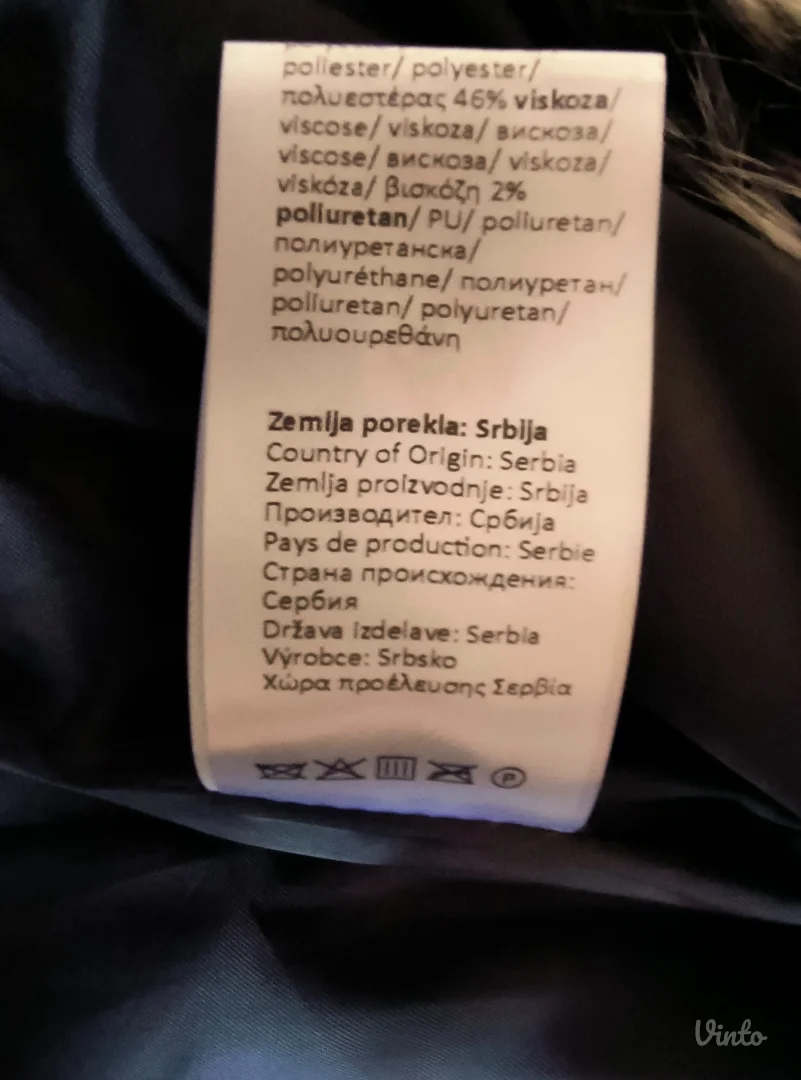 poliester/ polyester/
πολυεστέρας 46% viskoza/
viscose/ viskoza/ вискоза/
viscose/ вискоза/ viskoza/
viskóza/ βισκόζη 2%
poliuretan/ PU/ poliuretan/
полиуретанска/
polyuréthane/ полиуретан/
poliuretan/ polyuretan/
πολυουρεθάνη
Zemlja porekla: Srbija
Country of Origin: Serbia
Zemlja proizvodnje: Srbija
Производител: Србија
Pays de production: Serbie
Страна происхождения:
Сербия
Država izdelave: Serbia
Výrobce: Srbsko
Χώρα προέλευσης Σερβία
P
Vinto